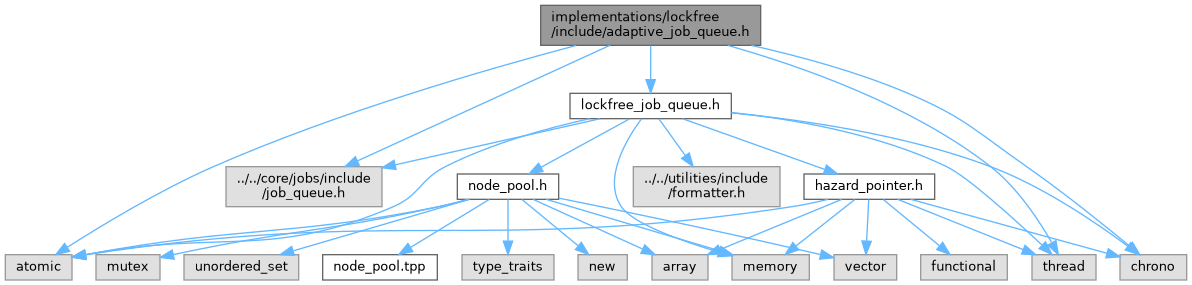 implementations/lockfree
/include/adaptive_job_queue.h
lockfree_job_queue.h
../../core/jobs/include
/job_queue.h
node_pool.h
../../utilities/include
/formatter.h
hazard_pointer.h
atomic
mutex
unordered_set
node_pool.tpp
type_traits
new
array
memory
vector
functional
thread
chrono